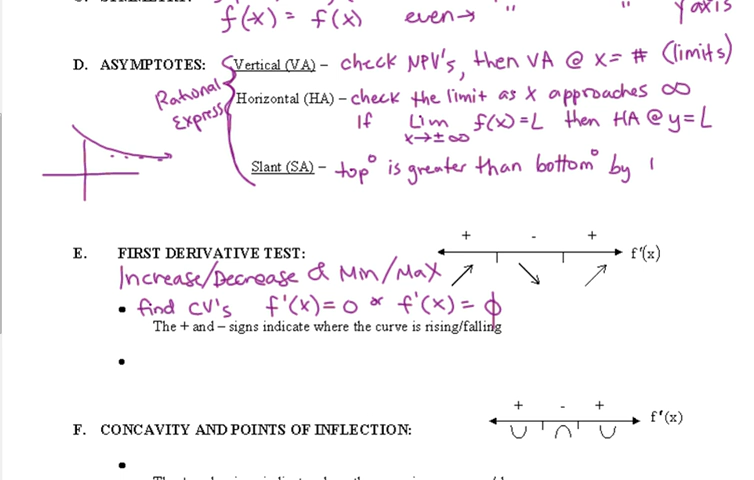 f(-x) = f(x) even → " " y axis
D. ASYMPTOTES: Vertical (VA) – check NPV's, then VA @ x = # (limits)
Rational Express
Horizontal (HA) – check the limit as x approaches ∞
If Lim f(x) = L then HA @ y = L
x→±∞
Slant (SA) – top° is greater than bottom° by 1
+ - +
E. FIRST DERIVATIVE TEST: f'(x)
Increase/Decrease & Min/Max
• find CV's f'(x) = 0 or f'(x) = ϕ
The + and – signs indicate where the curve is rising/falling
•
+ - +
F. CONCAVITY AND POINTS OF INFLECTION: f'(x)
•